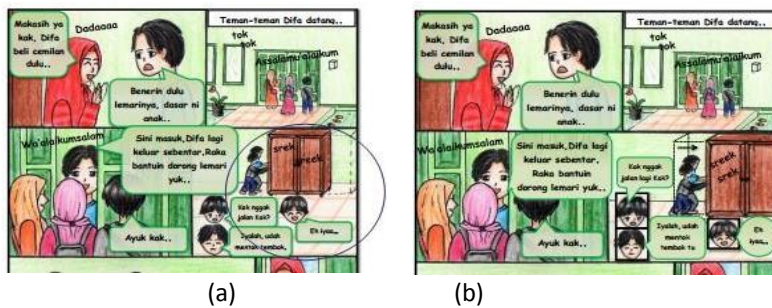 Makasih ya
kak, Difa
beli cemilan
dulu..
Dadaaaa
Benerin dulu
lemarinya, dasar ni
anak..
Teman-teman Difa datang..
tok
tok
Assalamu'alaikum
Wa'alaikumsalam
Sini masuk,Difa lagi
keluar sebentar.Raka
bantuin dorong lemari
yuk..
Ayuk kak..
srek
sreek
Kok nggak
jalan Kak?
Iyalah, udah
mentok tembok,
Eh iyaa,,
(a)
Makasih ya
kak, Difa
beli cemilan
dulu..
Dadaaaa
Benerin dulu
lemarinya, dasar ni
anak..
Teman-teman Difa datang..
tok
tok
Assalamu'alaikum
Wa'alaikumsalam
Sini masuk,Difa lagi
keluar sebentar.
Raka bantuin dorong
lemari yuk..
Ayuk kak..
Kok nggak
jalan lagi Kak?
sreek
srek
Iyalah, udah
mentok
tembok tu
Eh
iyaa,,
(b)